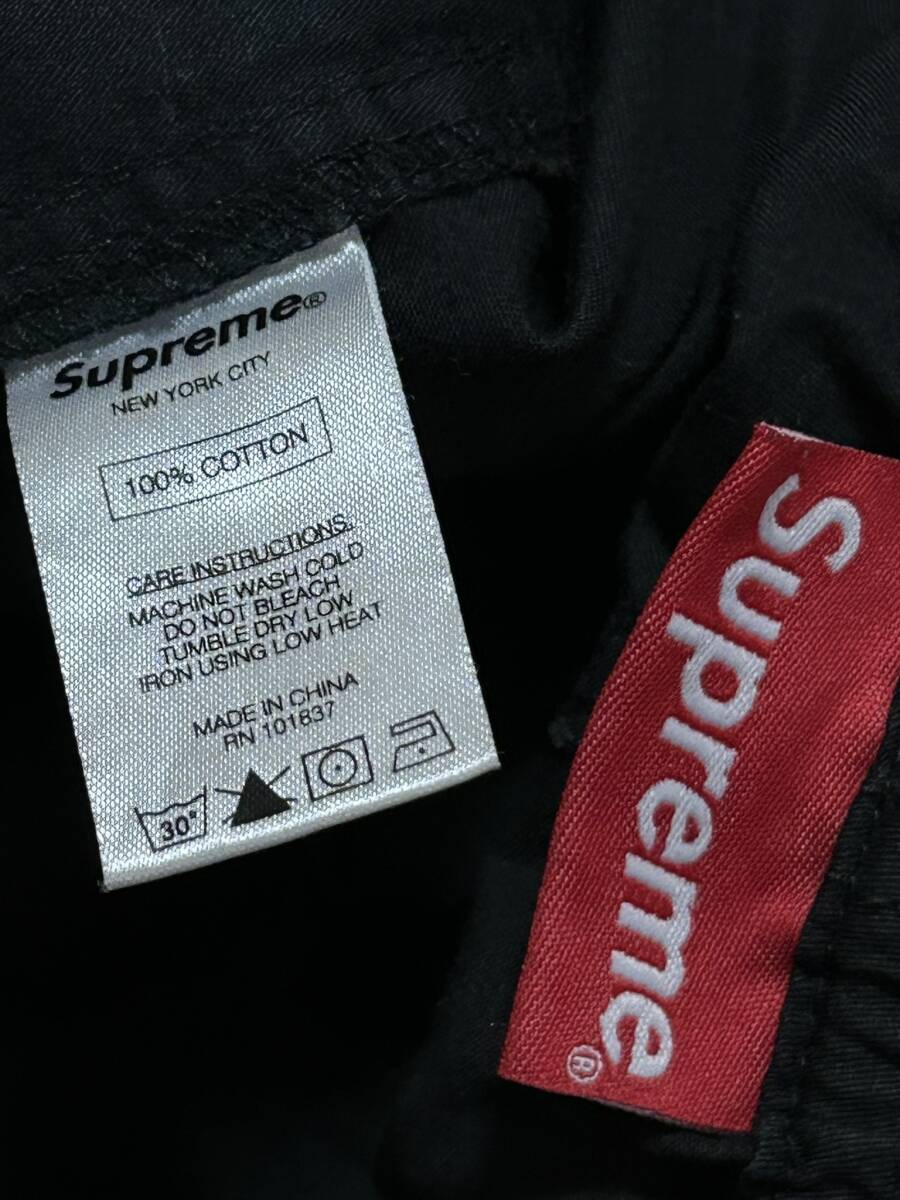 Supreme®
NEW YORK CITY
100% COTTON
CARE INSTRUCTIONS:
MACHINE WASH COLD
DO NOT BLEACH
TUMBLE DRY LOW
IRON USING LOW HEAT
MADE IN CHINA
RN 101837
30°
Supreme®